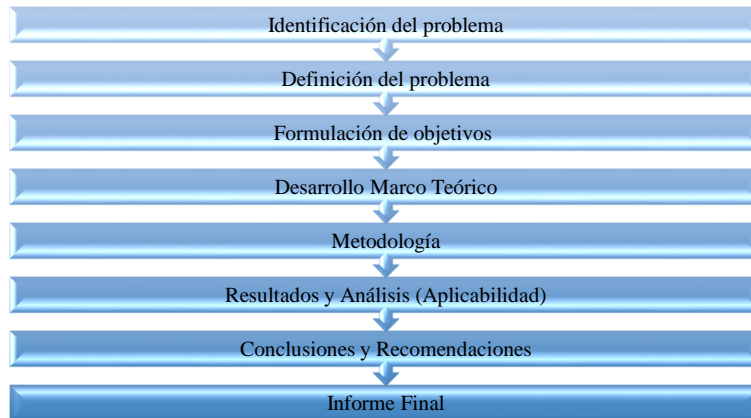 Identificación del problema
Definición del problema
Formulación de objetivos
Desarrollo Marco Teórico
Metodología
Resultados y Análisis (Aplicabilidad)
Conclusiones y Recomendaciones
Informe Final